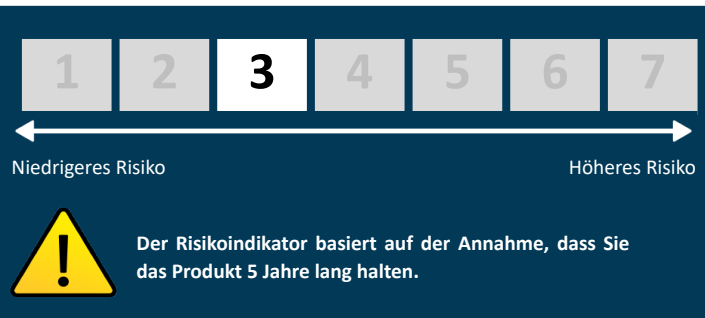 1 2 3 4 5 6 7
Niedrigeres Risiko Höheres Risiko
Der Risikoindikator basiert auf der Annahme, dass Sie
das Produkt 5 Jahre lang halten.